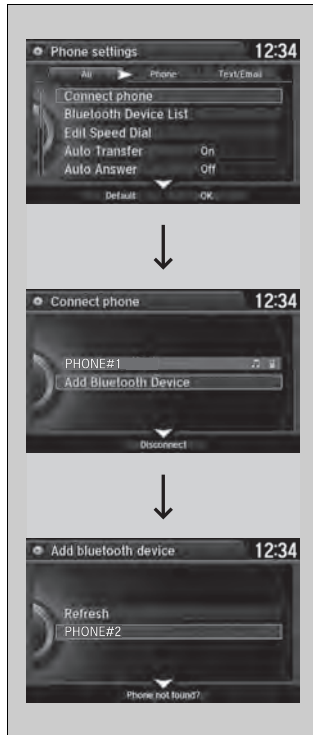 Phone settings 12:34
All Phone Text/Email
Connect phone
Bluetooth Device List
Edit Speed Dial
Auto Transfer On
Auto Answer Off
Default OK
Connect phone 12:34
PHONE#1
Add Bluetooth Device
Disconnect
Add bluetooth device 12:34
Refresh
PHONE#2
Phone not found?